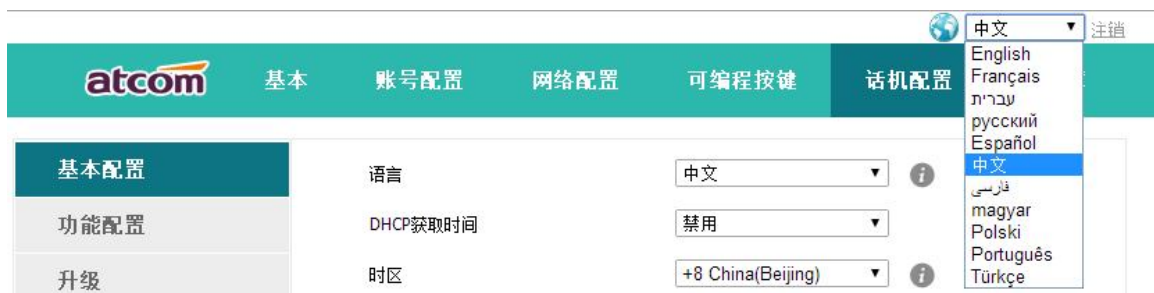 中文 注销
atcom 基本 账号配置 网络配置 可编程按键 话机配置
English
Français
עברית
русский
Español
中文
فارسی
magyar
Polski
Português
Türkçe
基本配置
功能配置
升级
语言 中文
DHCP获取时间 禁用
时区 +8 China(Beijing)